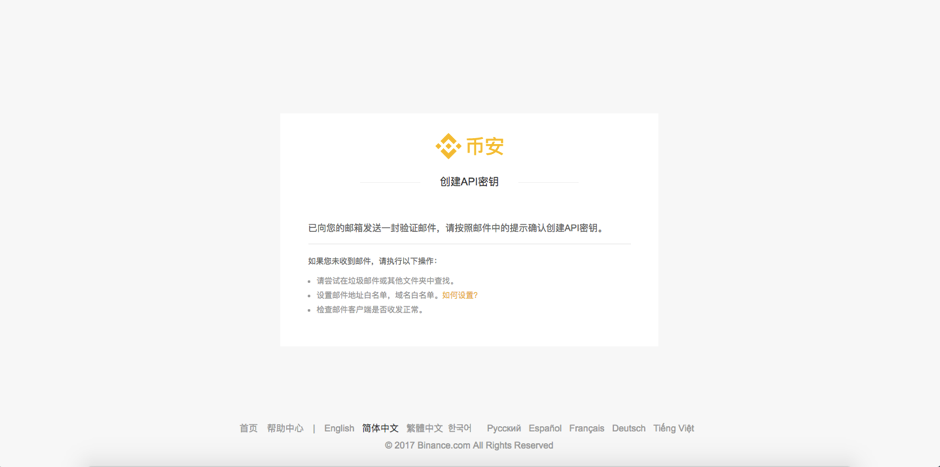 币安
创建API密钥
已向您的邮箱发送一封验证邮件，请按照邮件中的提示确认创建API密钥。
如果您未收到邮件，请执行以下操作：
请尝试在垃圾邮件或其他文件夹中查找。
设置邮件地址白名单，域名白名单。如何设置?
检查邮件客户端是否收发正常。
首页 帮助中心 | English 简体中文 繁體中文 한국어 Русский Español Français Deutsch Tiếng Việt
© 2017 Binance.com All Rights Reserved